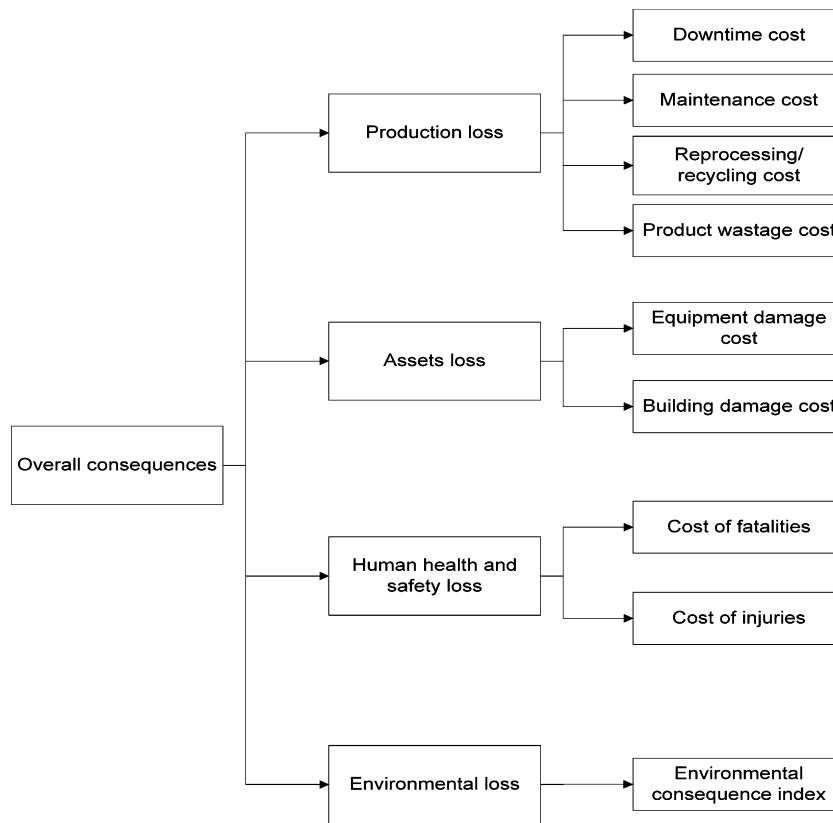 Downtime cost
Maintenance cost
Production loss
Reprocessing/
recycling cost
Product wastage cost
Equipment damage
cost
Assets loss
Building damage cost
Overall consequences
Cost of fatalities
Human health and
safety loss
Cost of injuries
Environmental loss
Environmental
consequence index